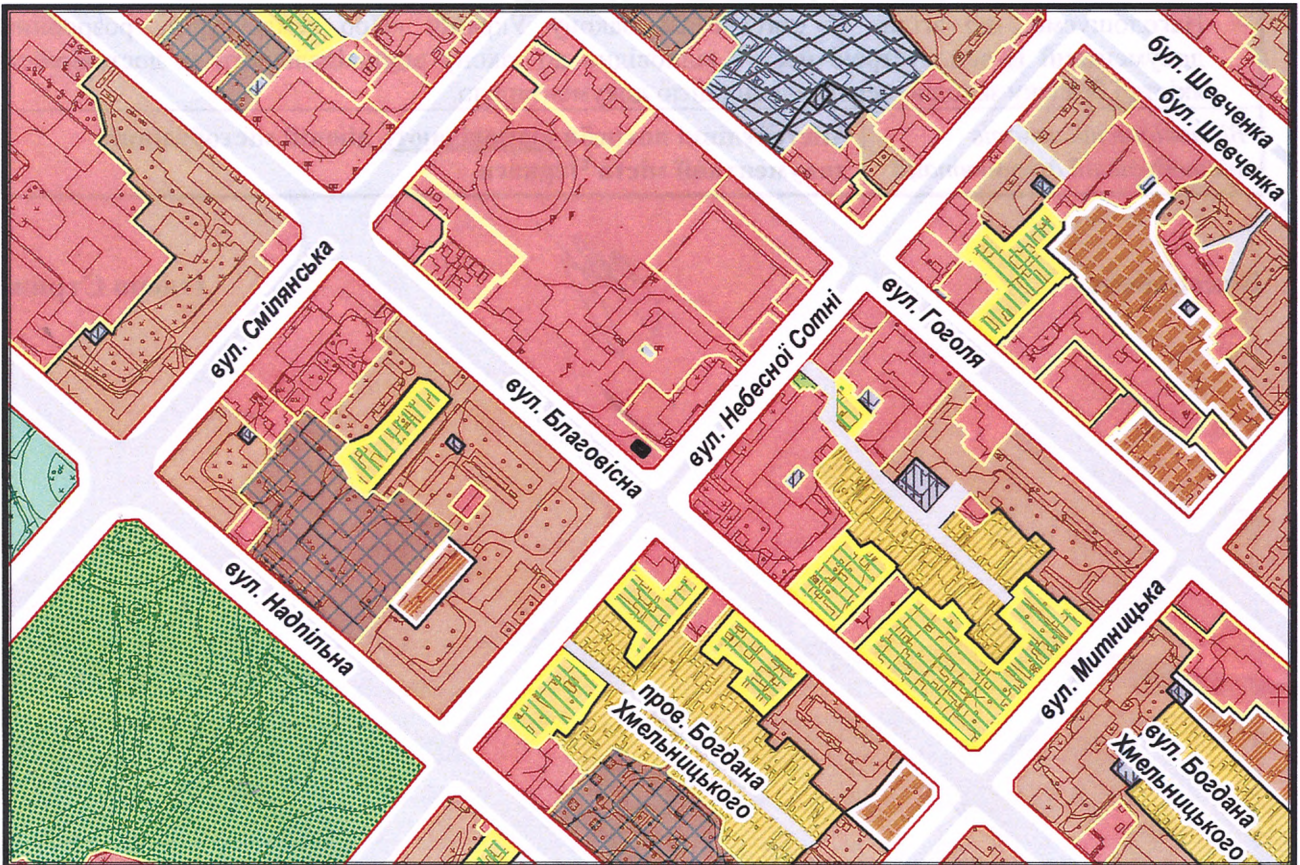 бул. Шевченка
бул. Шевченка
вул. Смілянська
вул. Гоголя
вул. Небесної Сотні
вул. Благовісна
вул. Надпільна
вул. Митницька
пров. Богдана
Хмельницького
вул. Богдана
Хмельницького